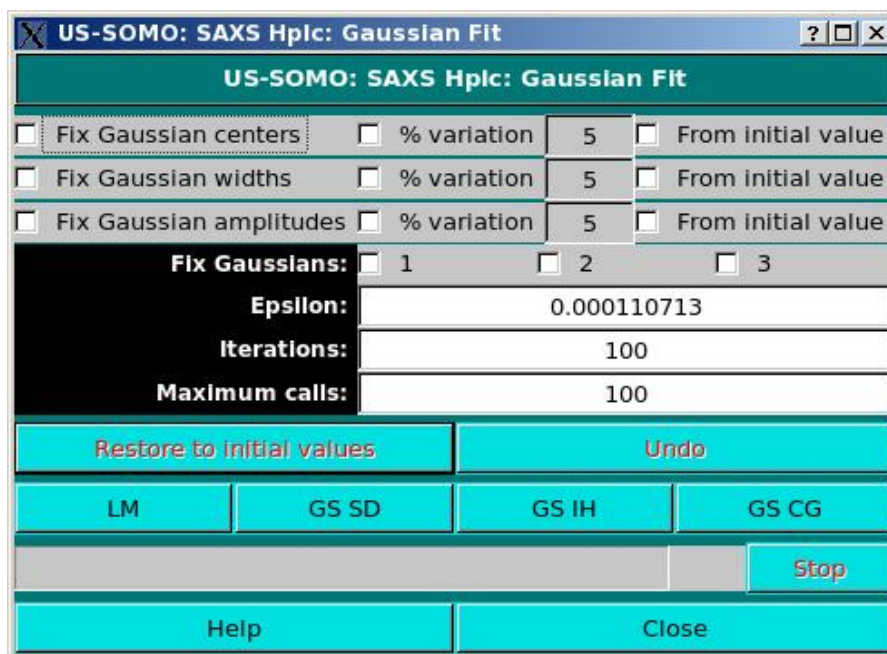 US-SOMO: SAXS Hplc: Gaussian Fit
US-SOMO: SAXS Hplc: Gaussian Fit
Fix Gaussian centers % variation 5 From initial value
Fix Gaussian widths % variation 5 From initial value
Fix Gaussian amplitudes % variation 5 From initial value
Fix Gaussians: 1 2 3
Epsilon: 0.000110713
Iterations: 100
Maximum calls: 100
Restore to initial values Undo
LM GS SD GS IH GS CG
Stop
Help Close